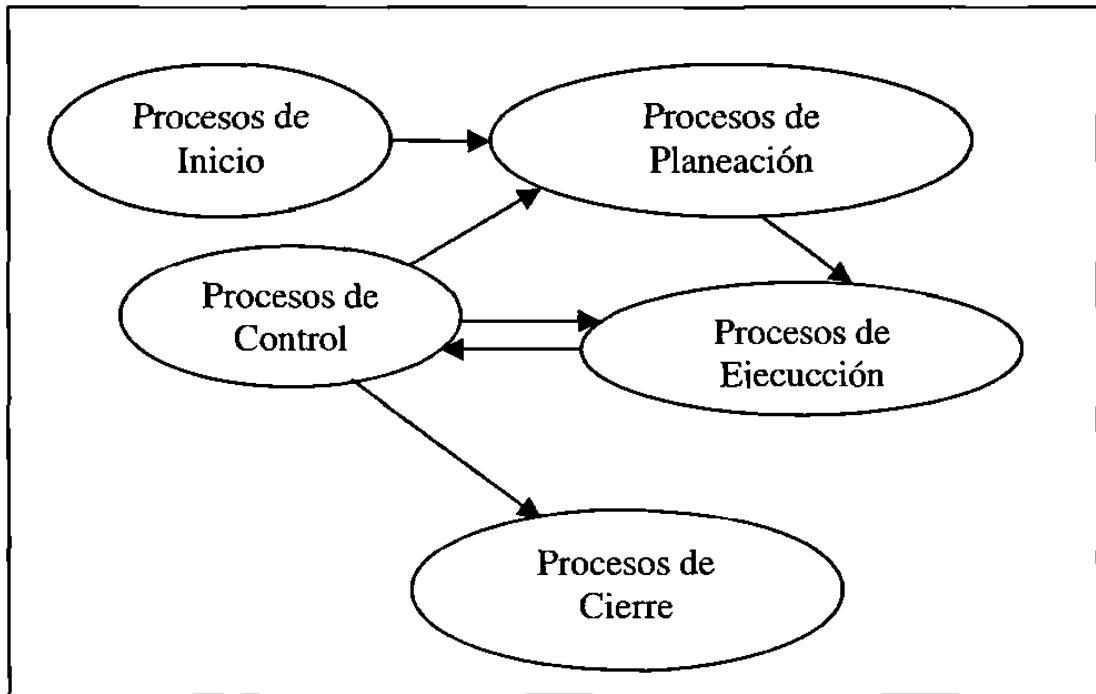 Procesos de
Inicio
Procesos de
Planeación
Procesos de
Control
Procesos de
Ejecucción
Procesos de
Cierre